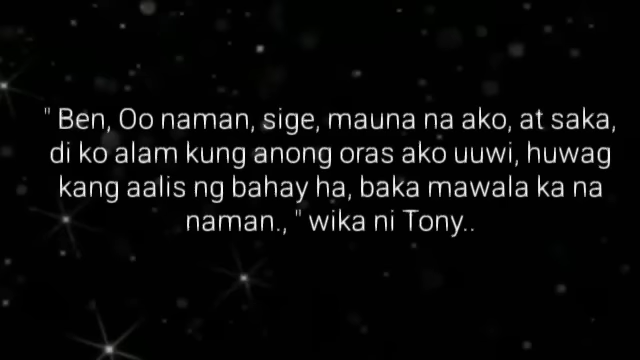 " Ben, Oo naman, sige, mauna na ako, at saka,
di ko alam kung anong oras ako uuwi, huwag
kang aalis ng bahay ha, baka mawala ka na
naman., " wika ni Tony..